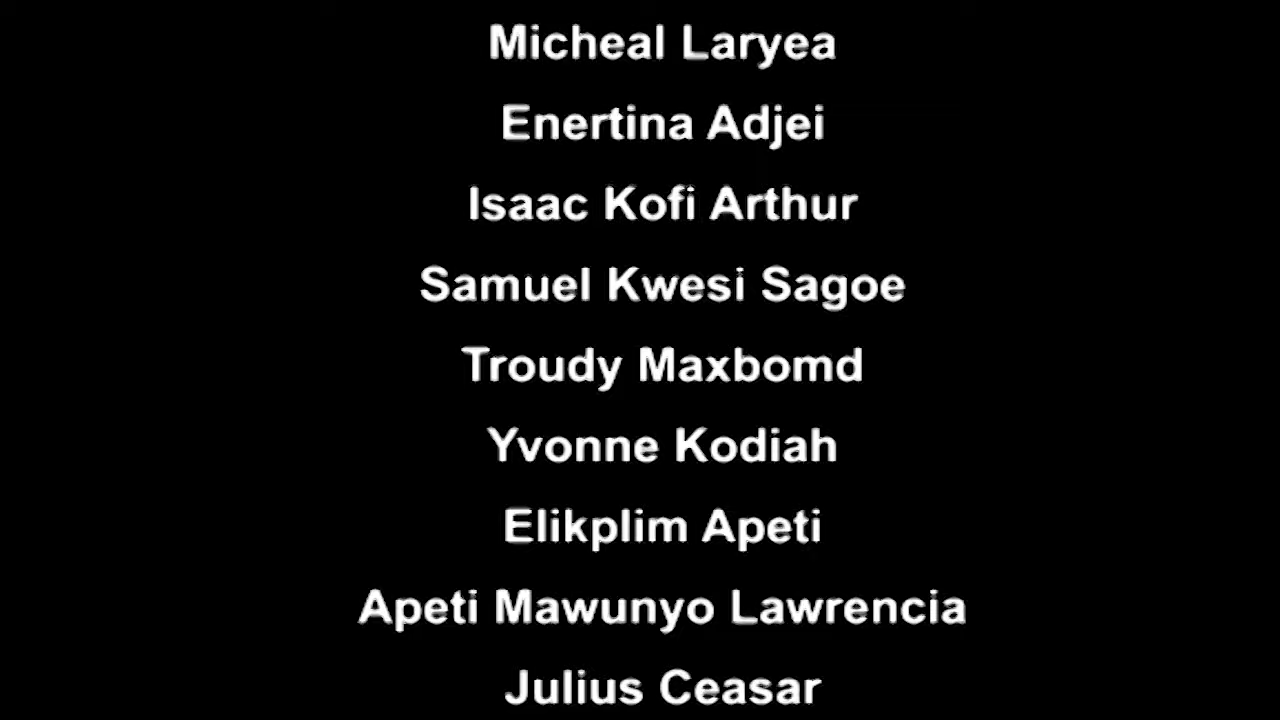 Micheal Laryea
Enertina Adjei
Isaac Kofi Arthur
Samuel Kwesi Sagoe
Troudy Maxbomd
Yvonne Kodiah
Elikplim Apeti
Apeti Mawunyo Lawrencia
Julius Ceasar